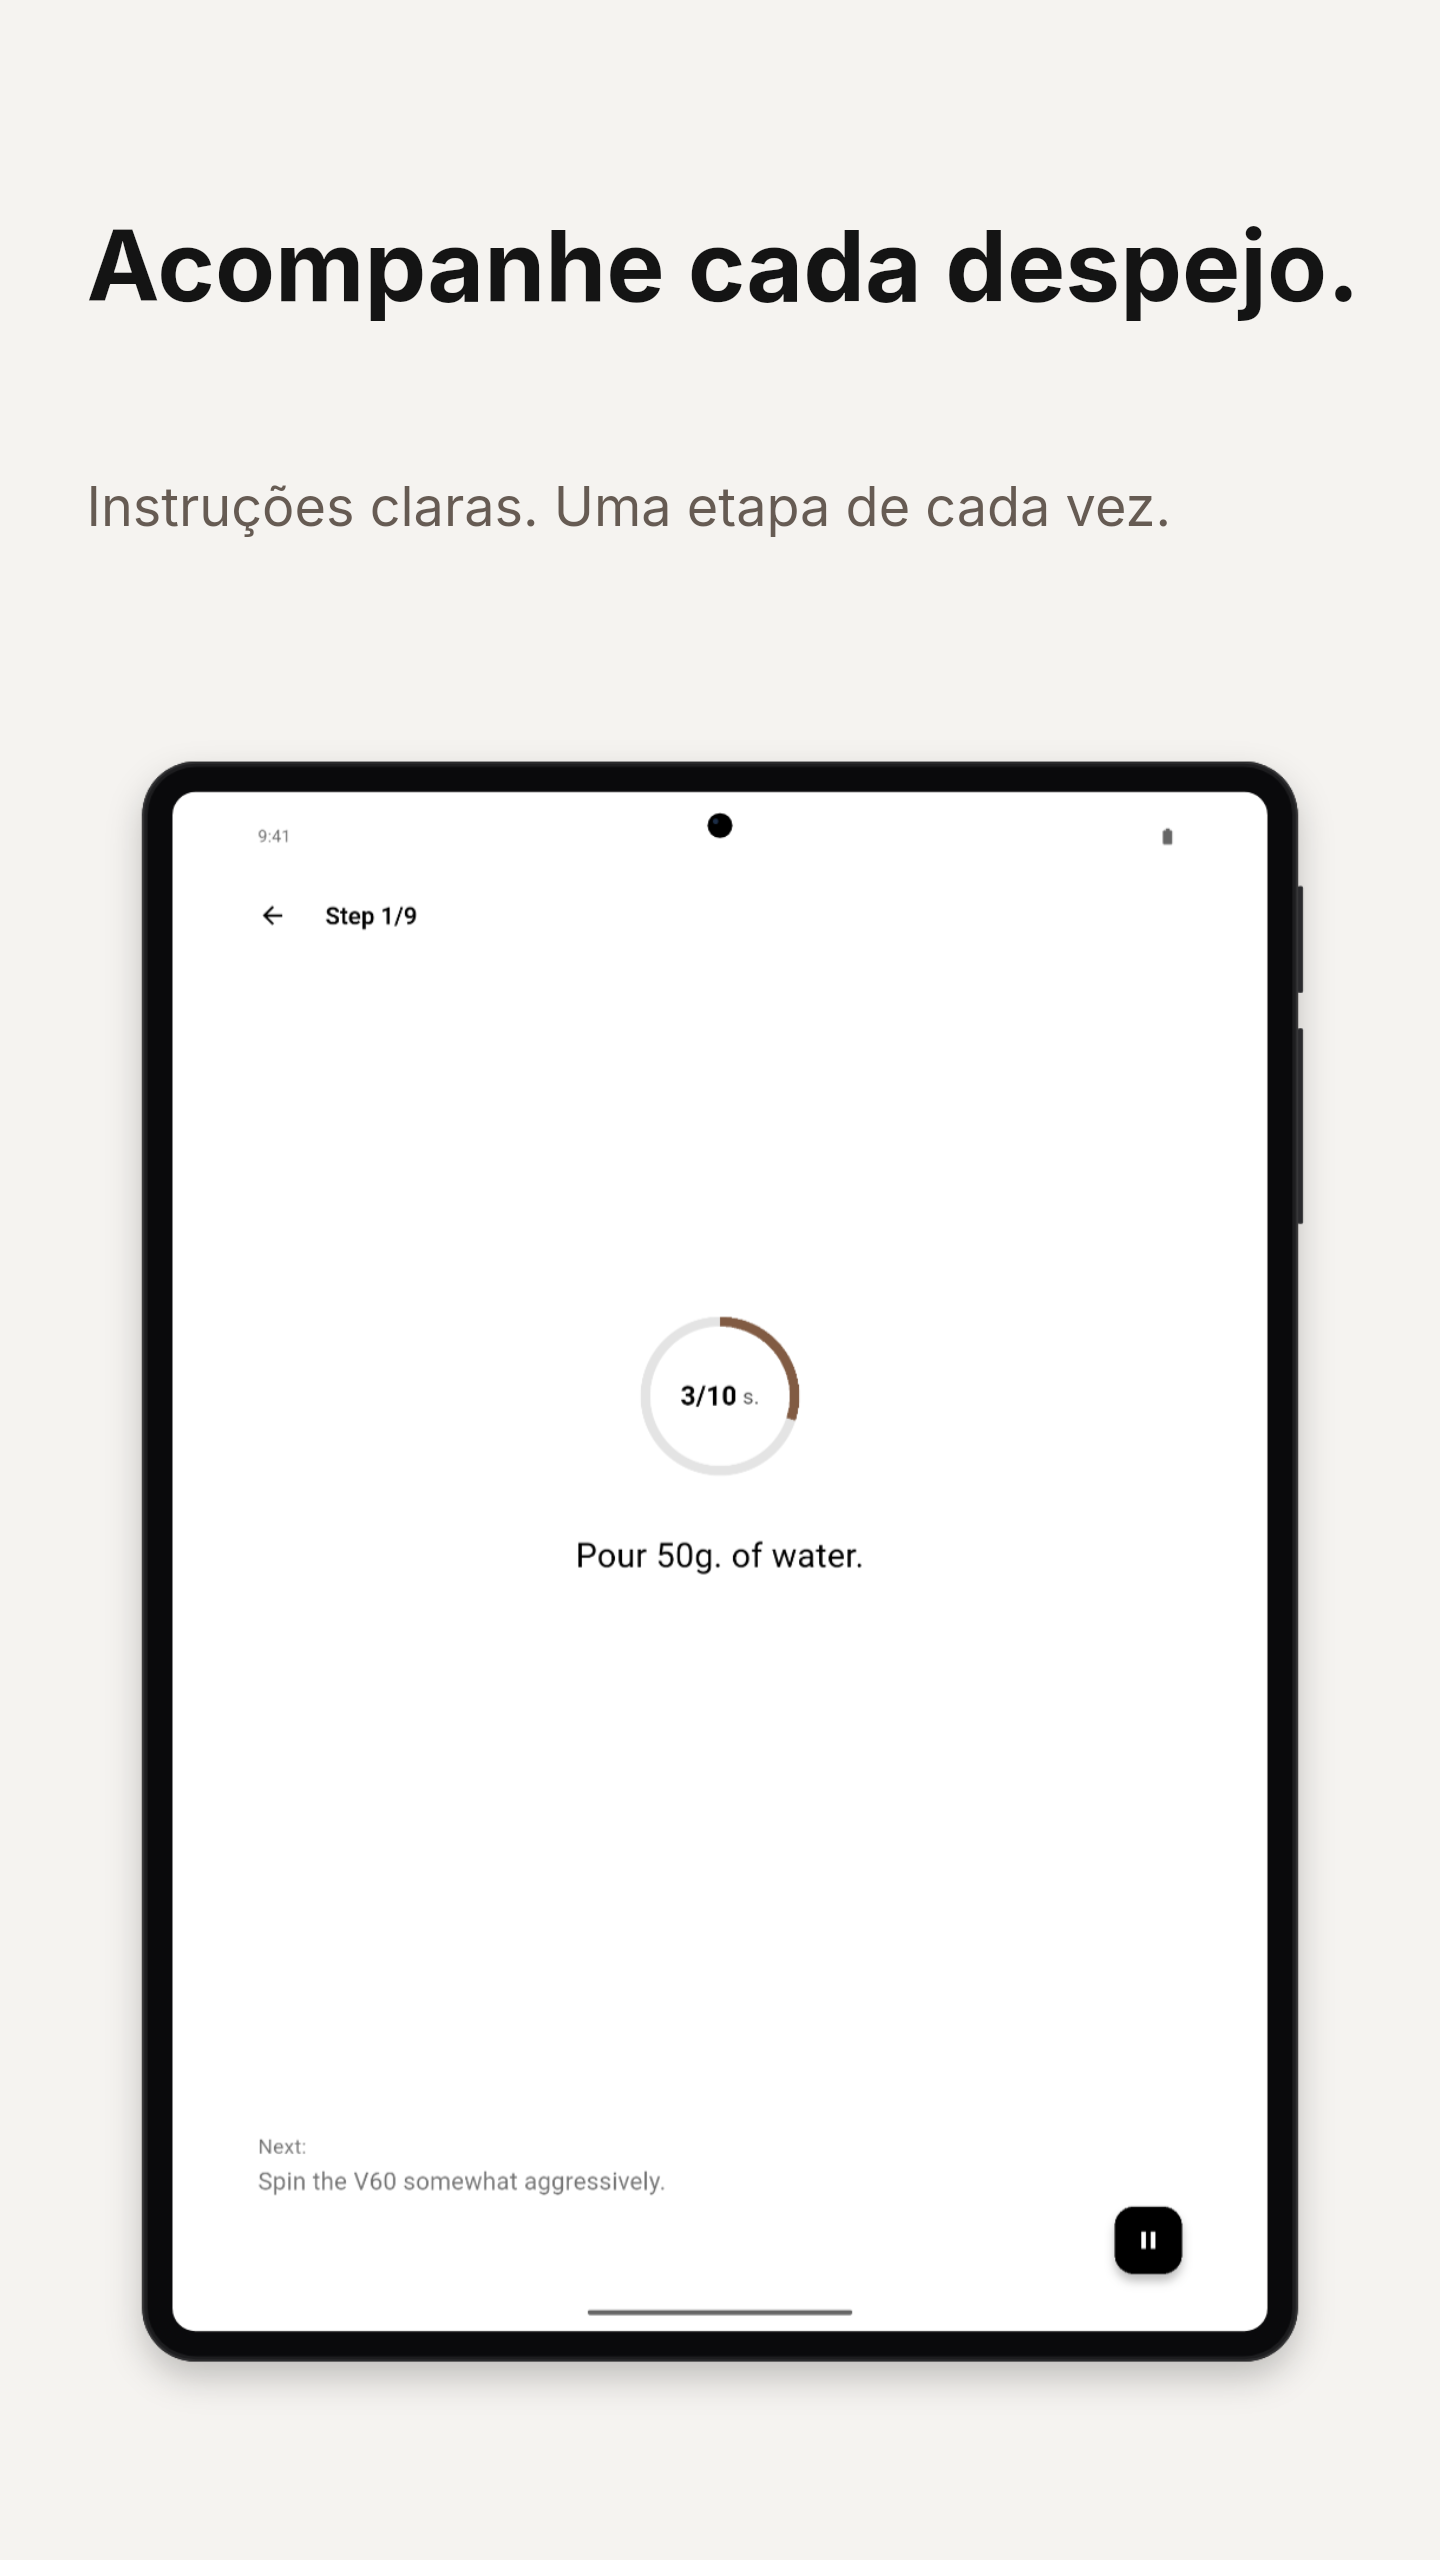 Acompanhe cada despejo.
Instruções claras. Uma etapa de cada vez.
9:41
Step 1/9
3/10 s.
Pour 50g. of water.
Next:
Spin the V60 somewhat aggressively.